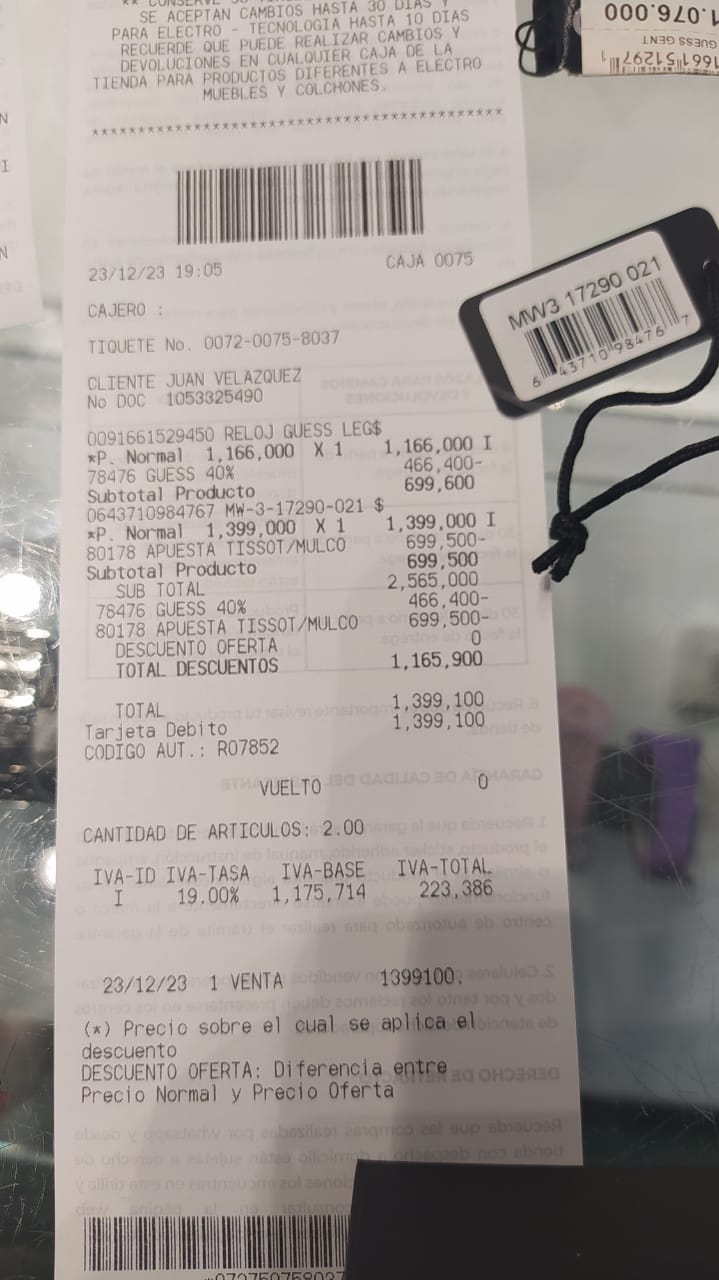 ** CONSERVE SU
SE ACEPTAN CAMBIOS HASTA 30 DIAS Y
PARA ELECTRO - TECNOLOGIA HASTA 10 DIAS
RECUERDE QUE PUEDE REALIZAR CAMBIOS Y
DEVOLUCIONES EN CUALQUIER CAJA DE LA
TIENDA PARA PRODUCTOS DIFERENTES A ELECTRO
MUEBLES Y COLCHONES.
23/12/23 19:05 CAJA 0075
CAJERO :
TIQUETE No. 0072-0075-8037
CLIENTE JUAN VELAZQUEZ
No DOC 1053325490
0091661529450 RELOJ GUESS LEG$
*P. Normal 1,166,000 X 1 1,166,000 I
78476 GUESS 40% 466,400-
Subtotal Producto 699,600
0643710984767 MW-3-17290-021 $
*P. Normal 1,399,000 X 1 1,399,000 I
80178 APUESTA TISSOT/MULCO 699,500-
Subtotal Producto 699,500
SUB TOTAL 2,565,000
78476 GUESS 40% 466,400-
80178 APUESTA TISSOT/MULCO 699,500-
DESCUENTO OFERTA 0
TOTAL DESCUENTOS 1,165,900
TOTAL 1,399,100
Tarjeta Debito 1,399,100
CODIGO AUT.: R07852
VUELTO 0
CANTIDAD DE ARTICULOS: 2.00
IVA-ID IVA-TASA IVA-BASE IVA-TOTAL
I 19.00% 1,175,714 223,386
23/12/23 1 VENTA 1399100.
(*) Precio sobre el cual se aplica el
descuento
DESCUENTO OFERTA: Diferencia entre
Precio Normal y Precio Oferta
MW3 17290 021
6 43710 98476 7
1.076.000
GUESS GENT